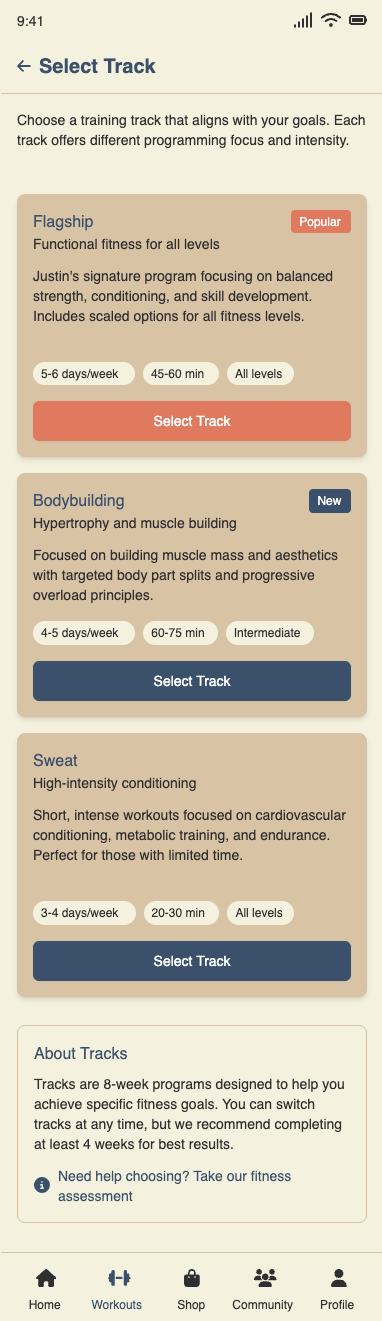 9:41
Select Track
Choose a training track that aligns with your goals. Each
track offers different programming focus and intensity.
Flagship
Popular
Functional fitness for all levels
Justin's signature program focusing on balanced
strength, conditioning, and skill development.
Includes scaled options for all fitness levels.
5-6 days/week 45-60 min All levels
Select Track
Bodybuilding
New
Hypertrophy and muscle building
Focused on building muscle mass and aesthetics
with targeted body part splits and progressive
overload principles.
4-5 days/week 60-75 min Intermediate
Select Track
Sweat
High-intensity conditioning
Short, intense workouts focused on cardiovascular
conditioning, metabolic training, and endurance.
Perfect for those with limited time.
3-4 days/week 20-30 min All levels
Select Track
About Tracks
Tracks are 8-week programs designed to help you
achieve specific fitness goals. You can switch
tracks at any time, but we recommend completing
at least 4 weeks for best results.
Need help choosing? Take our fitness
assessment
Home Workouts Shop Community Profile